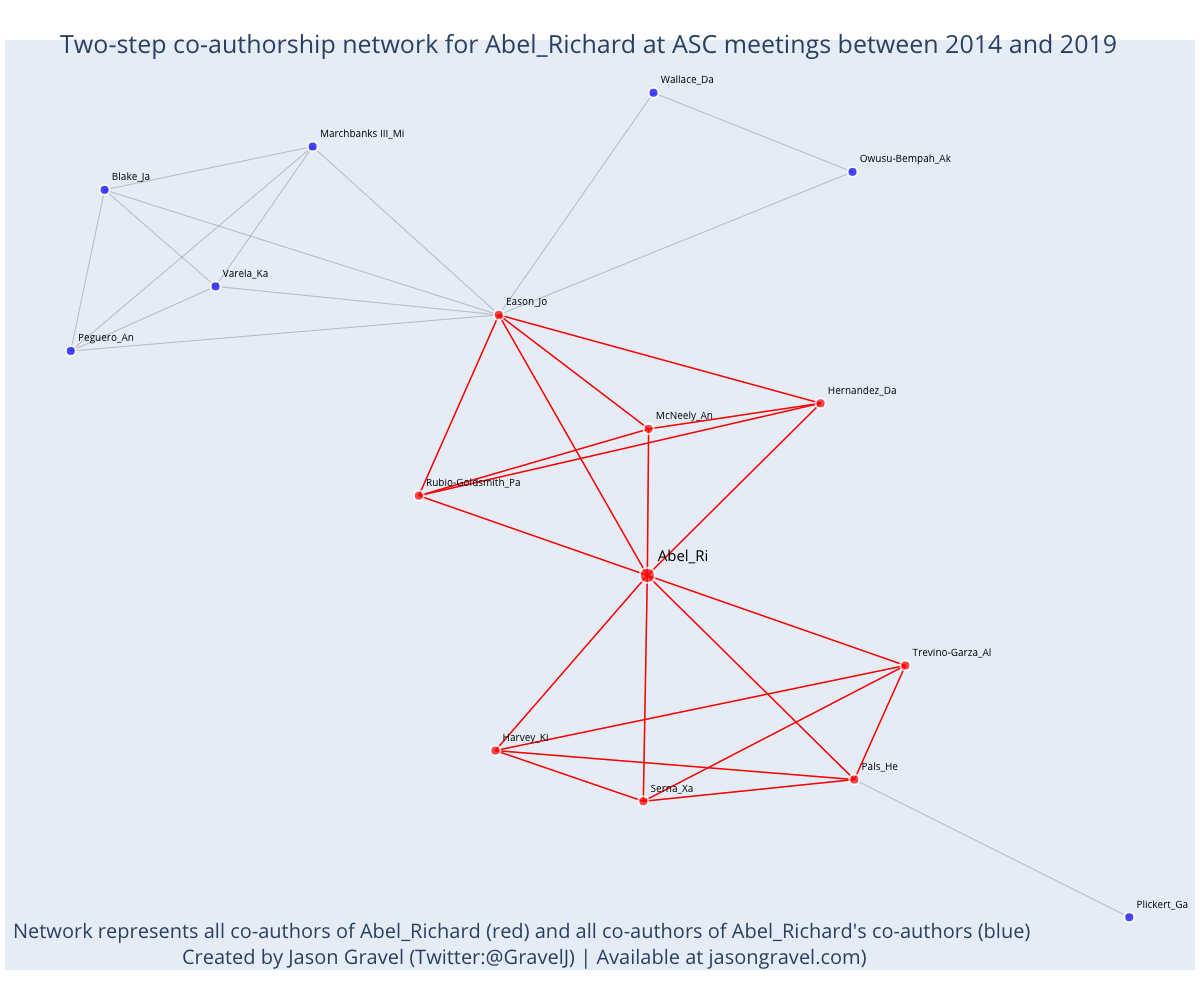 Two-step co-authorship network for Abel_Richard at ASC meetings between 2014 and 2019
Wallace_Da
Marchbanks III_Mi
Owusu-Bempah_Ak
Blake_Ja
Varela_Ka
Eason_Jo
Peguero_An
Hernandez_Da
McNeely_An
Rubio-Goldsmith_Pa
Abel_Ri
Trevino-Garza_Al
Harvey_Ki
Pals_He
Serna_Xa
Plickert_Ga
Network represents all co-authors of Abel_Richard (red) and all co-authors of Abel_Richard's co-authors (blue)
Created by Jason Gravel (Twitter:@GravelJ) | Available at jasongravel.com)